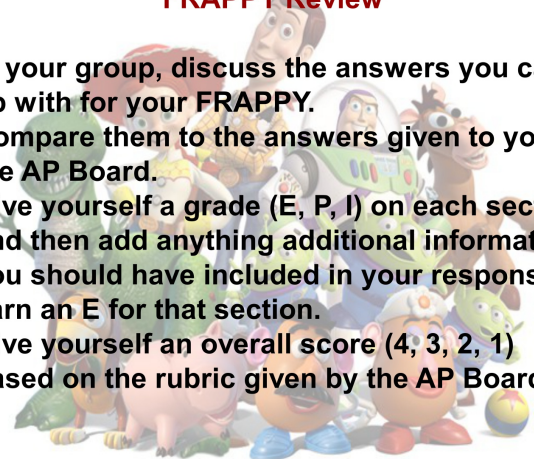 FRAPPY Review
your group, discuss the answers you c
with for your FRAPPY.
ompare them to the answers given to yo
e AP Board.
ve yourself a grade (E, P, I) on each sec
nd then add anything additional informat
ou should have included in your respons
arn an E for that section.
ve yourself an overall score (4, 3, 2, 1)
ased on the rubric given by the AP Board